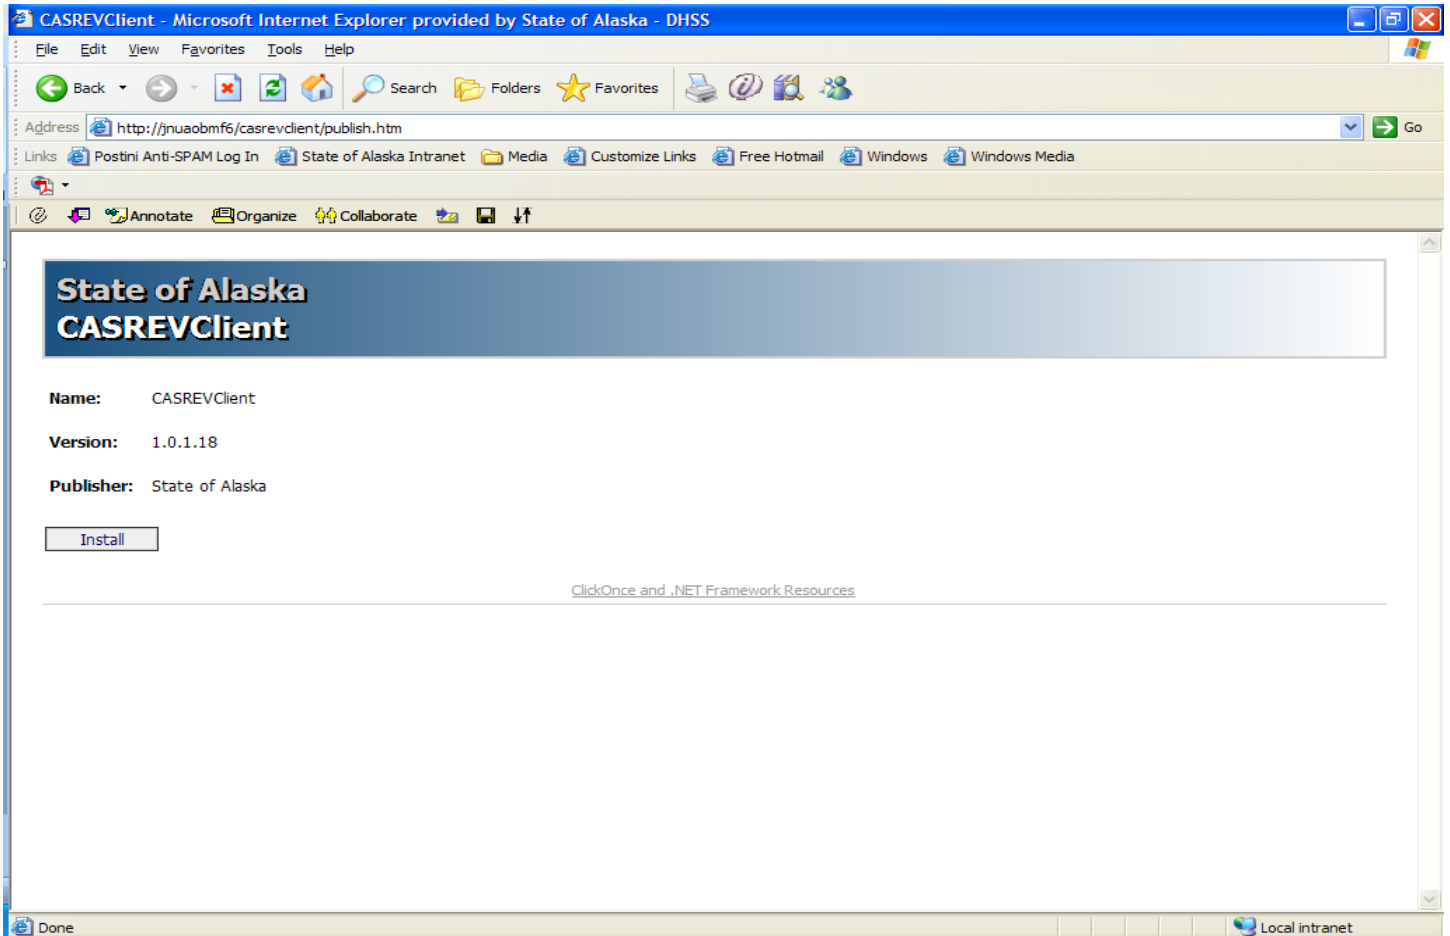 CASREVClient - Microsoft Internet Explorer provided by State of Alaska - DHSS
File Edit View Favorites Tools Help
Back Search Folders Favorites
Address http://jnuaobmf6/casrevclient/publish.htm Go
Links Postini Anti-SPAM Log In State of Alaska Intranet Media Customize Links Free Hotmail Windows Windows Media
Annotate Organize Collaborate
State of Alaska
CASREVClient
Name: CASREVClient
Version: 1.0.1.18
Publisher: State of Alaska
Install
ClickOnce and .NET Framework Resources
Done Local intranet